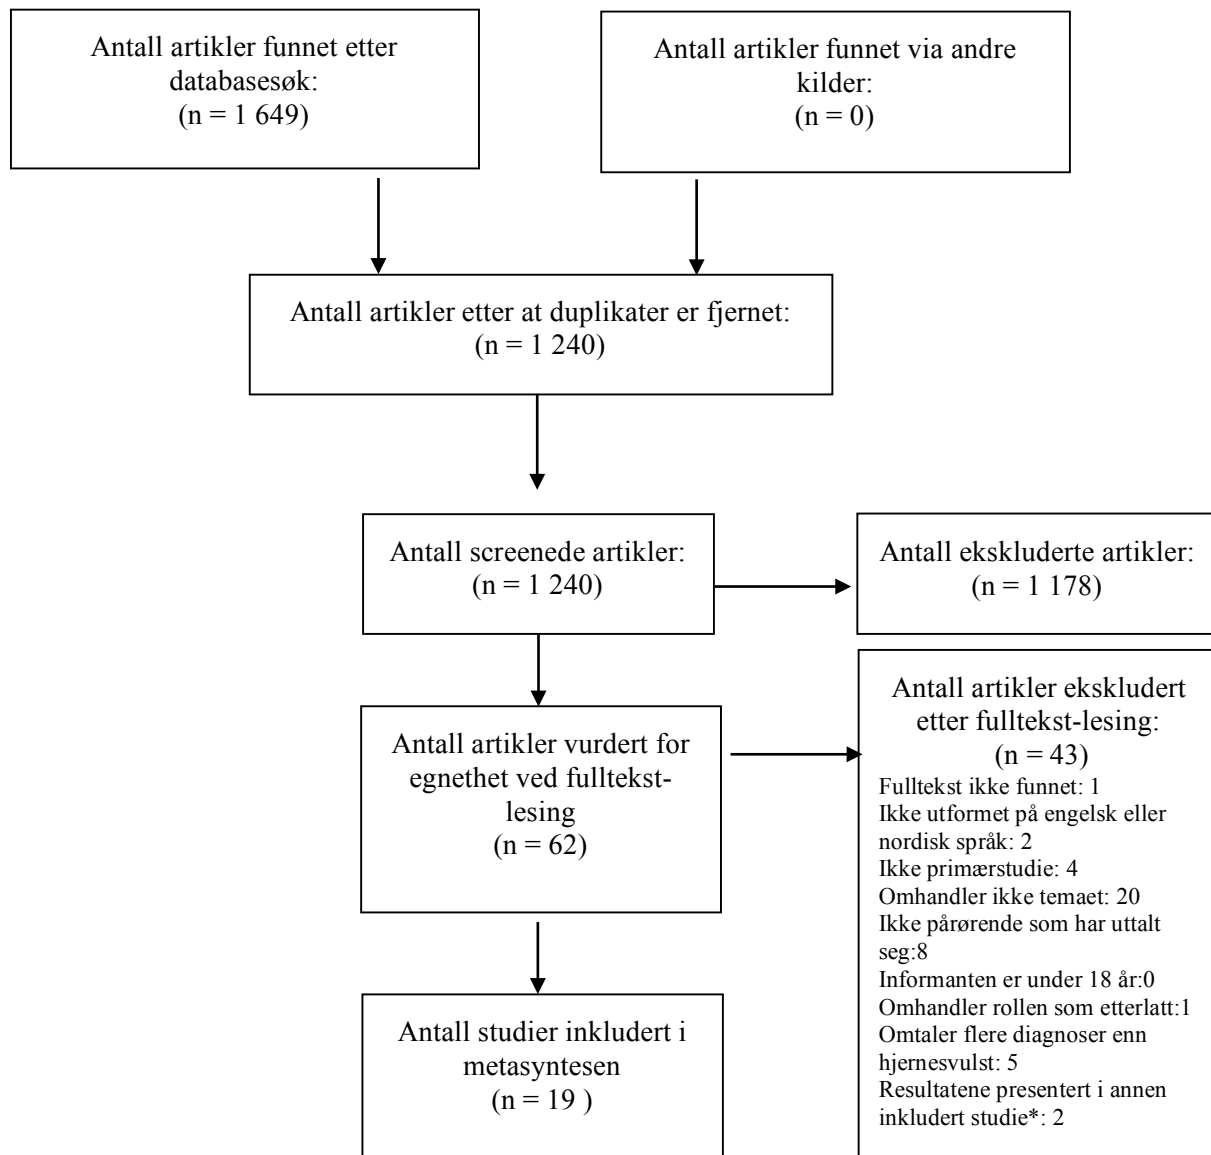 Antall artikler funnet etter
databasesøk:
(n = 1 649)
Antall artikler funnet via andre
kilder:
(n = 0)
Antall artikler etter at duplikater er fjernet:
(n = 1 240)
Antall screenede artikler:
(n = 1 240)
Antall ekskluderte artikler:
(n = 1 178)
Antall artikler vurdert for
egnethet ved fulltekst-
lesing
(n = 62)
Antall artikler ekskludert
etter fulltekst-lesing:
(n = 43)
Fulltekst ikke funnet: 1
Ikke utformet på engelsk eller
nordisk språk: 2
Ikke primærstudie: 4
Omhandler ikke temaet: 20
Ikke pårørende som har uttalt
seg:8
Informanten er under 18 år:0
Omhandler rollen som etterlatt:1
Omtaler flere diagnoser enn
hjernesvulst: 5
Resultatene presentert i annen
inkludert studie*: 2
Antall studier inkludert i
metasyntesen
(n = 19 )